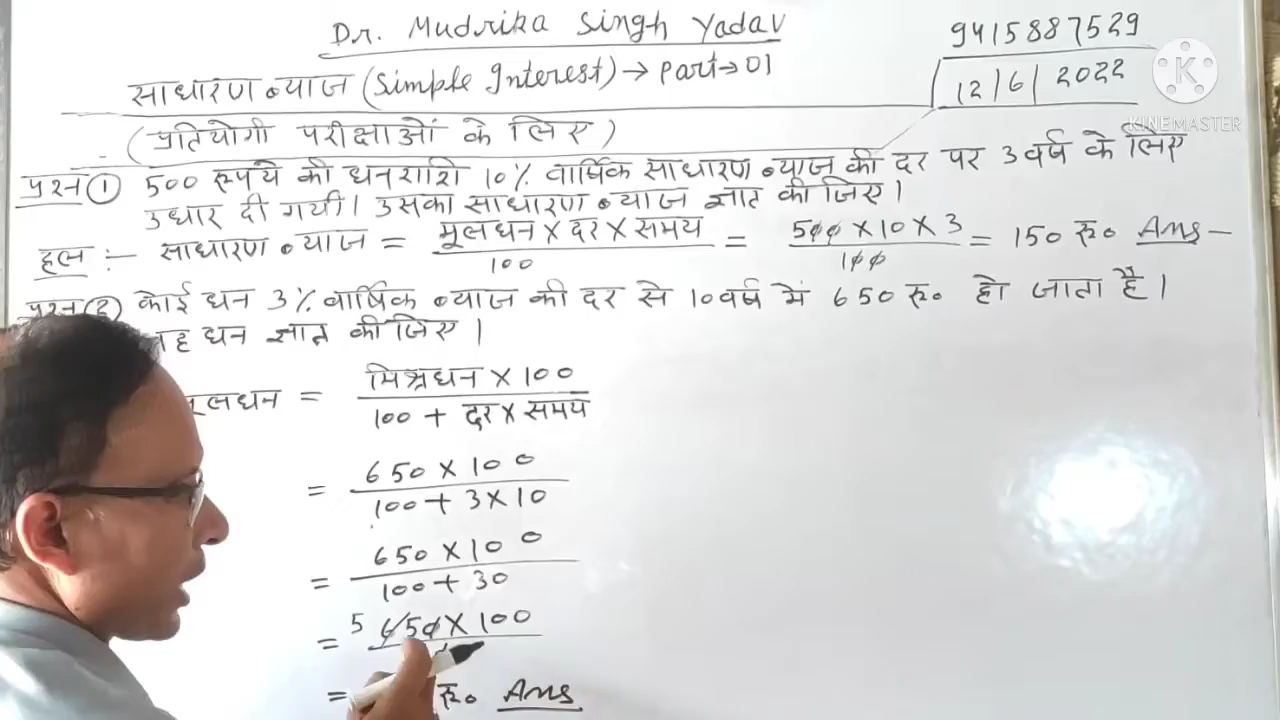 Dr. Mudrika Singh Yadav
9415887529
साधारण ब्याज (Simple Interest) → Part → 01
12/6/2022
KINEMASTER
(प्रतियोगी परीक्षाओं के लिए)
प्रश्न ① 500 रूपये की धनराशि 10% वार्षिक साधारण ब्याज की दर पर 3 वर्ष के लिए
उधार दी गयी। उसका साधारण ब्याज ज्ञात कीजिए।
हल :- साधारण ब्याज = मूलधन × दर × समय / 100 = 500 × 10 × 3 / 100 = 150 रु० Ans
प्रश्न ② कोई धन 3% वार्षिक ब्याज की दर से 10 वर्ष में 650 रु० हो जाता है।
धन ज्ञात कीजिए।
= मिश्रधन × 100 / 100 + दर × समय
= 650 × 100 / 100 + 3 × 10
= 650 × 100 / 100 + 30
= 5 650 × 100
= रु० Ans